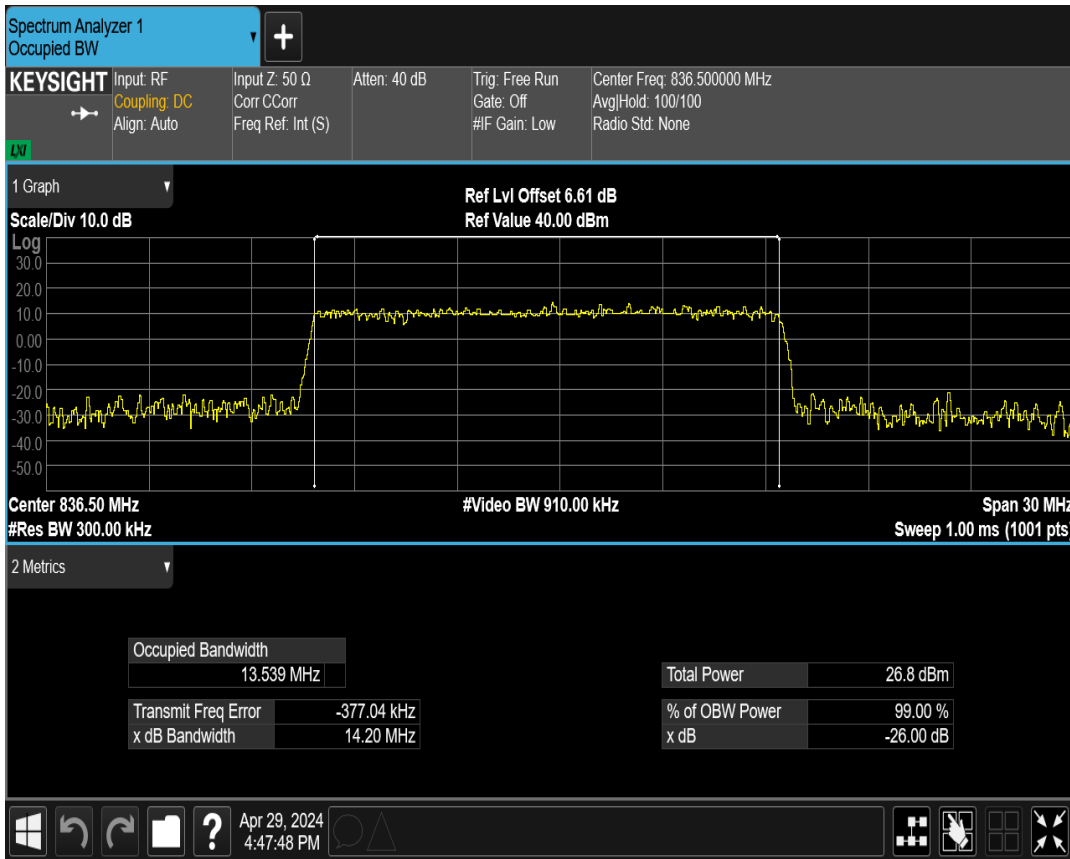 Spectrum Analyzer 1
Occupied BW
+
KEYSIGHT
LXI
Input: RF
Coupling: DC
Align: Auto
Input Z: 50 Ω
Corr CCorr
Freq Ref: Int (S)
Atten: 40 dB
Trig: Free Run
Gate: Off
#IF Gain: Low
Center Freq: 836.500000 MHz
Avg|Hold: 100/100
Radio Std: None
1 Graph
Ref Lvl Offset 6.61 dB
Scale/Div 10.0 dB
Ref Value 40.00 dBm
Log
30.0
20.0
10.0
0.00
-10.0
-20.0
-30.0
-40.0
-50.0
Center 836.50 MHz
#Video BW 910.00 kHz
Span 30 MHz
#Res BW 300.00 kHz
Sweep 1.00 ms (1001 pts)
2 Metrics
Occupied Bandwidth
13.539 MHz
Total Power 26.8 dBm
Transmit Freq Error -377.04 kHz
% of OBW Power 99.00 %
x dB Bandwidth 14.20 MHz
x dB -26.00 dB
?
Apr 29, 2024
4:47:48 PM